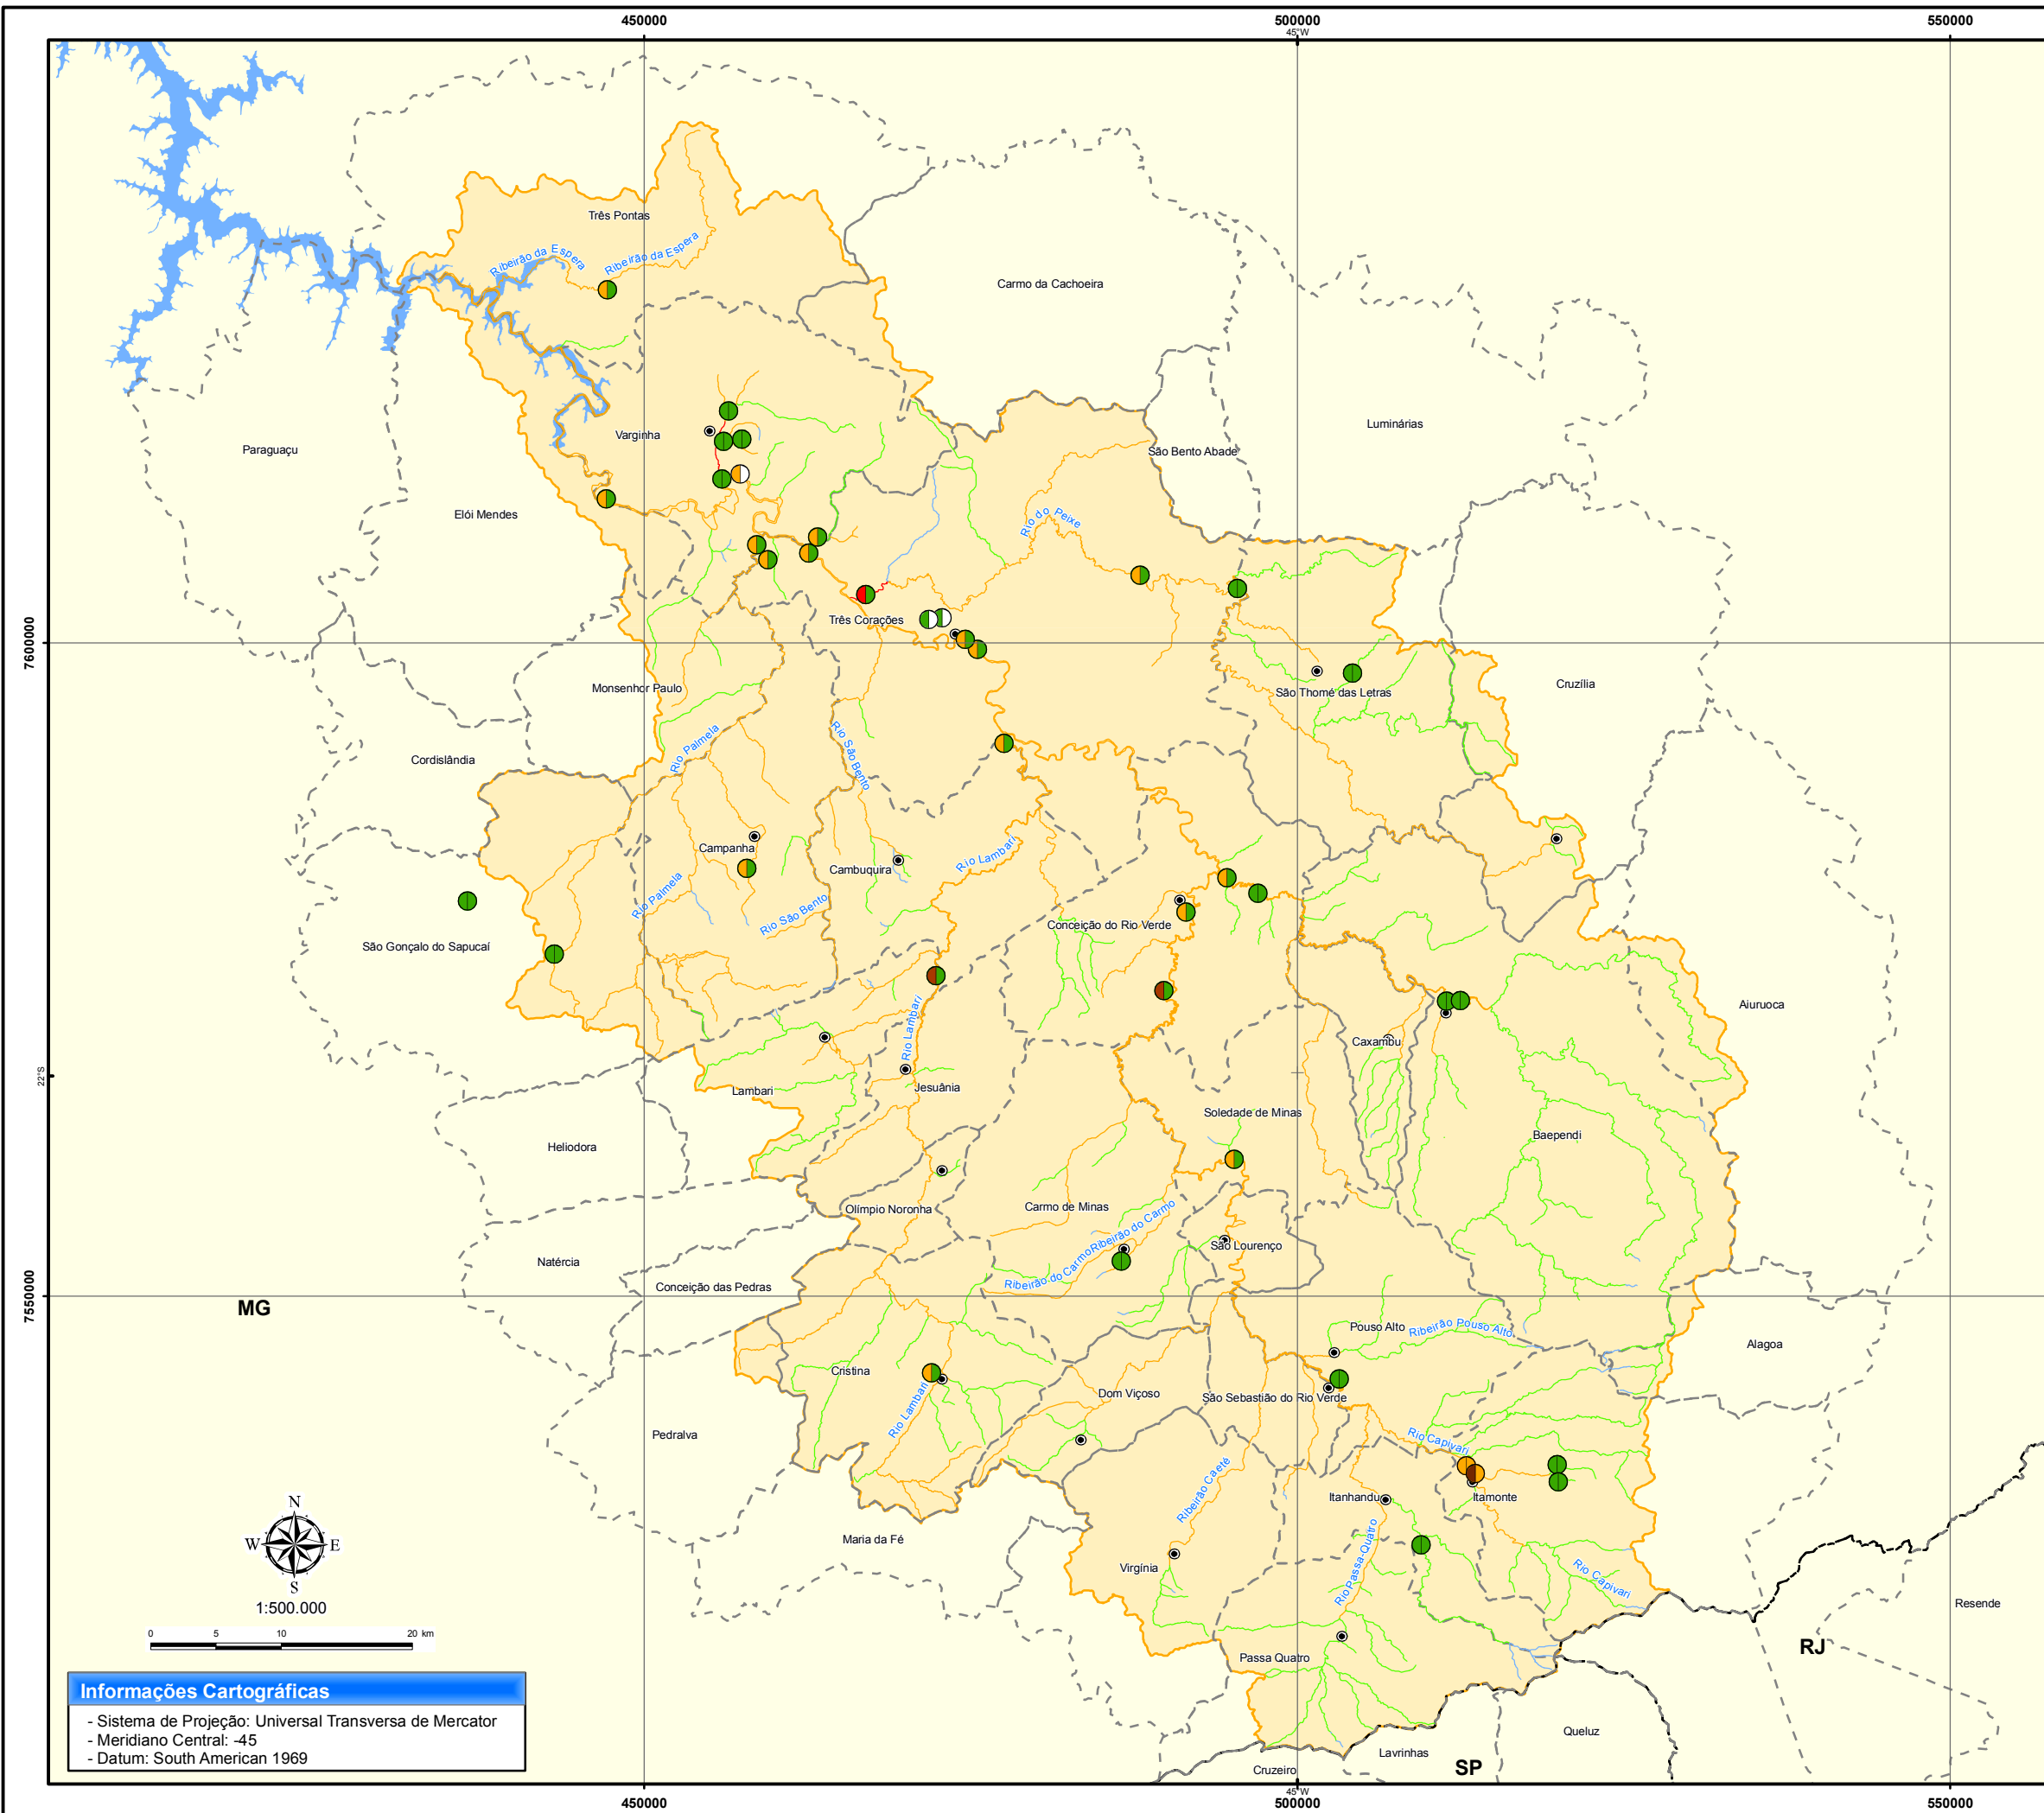 450000
500000
550000
45°W
Três Pontas
Ribeirão da Espera
Ribeirão da Espera
Carmo da Cachoeira
Paraguaçu
Varginha
Luminárias
São Bento Abade
Elói Mendes
Rio do Peixe
Três Corações
7600000
Monsenhor Paulo
São Thomé das Letras
Cruzília
Rio Palmela
Rio São Bento
Cordislândia
Campanha
Cambuquira
Rio Lambari
Rio Palmela
Rio São Bento
Conceição do Rio Verde
São Gonçalo do Sapucaí
Aiuruoca
Rio Lambari
Caxambu
22°S
Lambari
Jesuânia
Soledade de Minas
Baependi
Heliodora
Olímpio Noronha
Carmo de Minas
Ribeirão do Carmo
Ribeirão do Carmo
São Lourenço
Natércia
Conceição das Pedras
7550000
MG
Pouso Alto
Ribeirão Pouso Alto
Alagoa
Cristina
Rio Lambari
Dom Viçoso
São Sebastião do Rio Verde
Pedralva
Rio Capivari
Ribeirão Caeté
Itanhandu
Itamonte
Maria da Fé
Virgínia
Rio Passa-Quatro
Rio Capivari
N
W
E
S
1:500.000
0 5 10 20 km
Resende
RJ
Passa Quatro
Queluz
Lavrinhas
SP
Cruzeiro
Informações Cartográficas
- Sistema de Projeção: Universal Transversa de Mercator
- Meridiano Central: -45
- Datum: South American 1969
45°W
450000
500000
550000